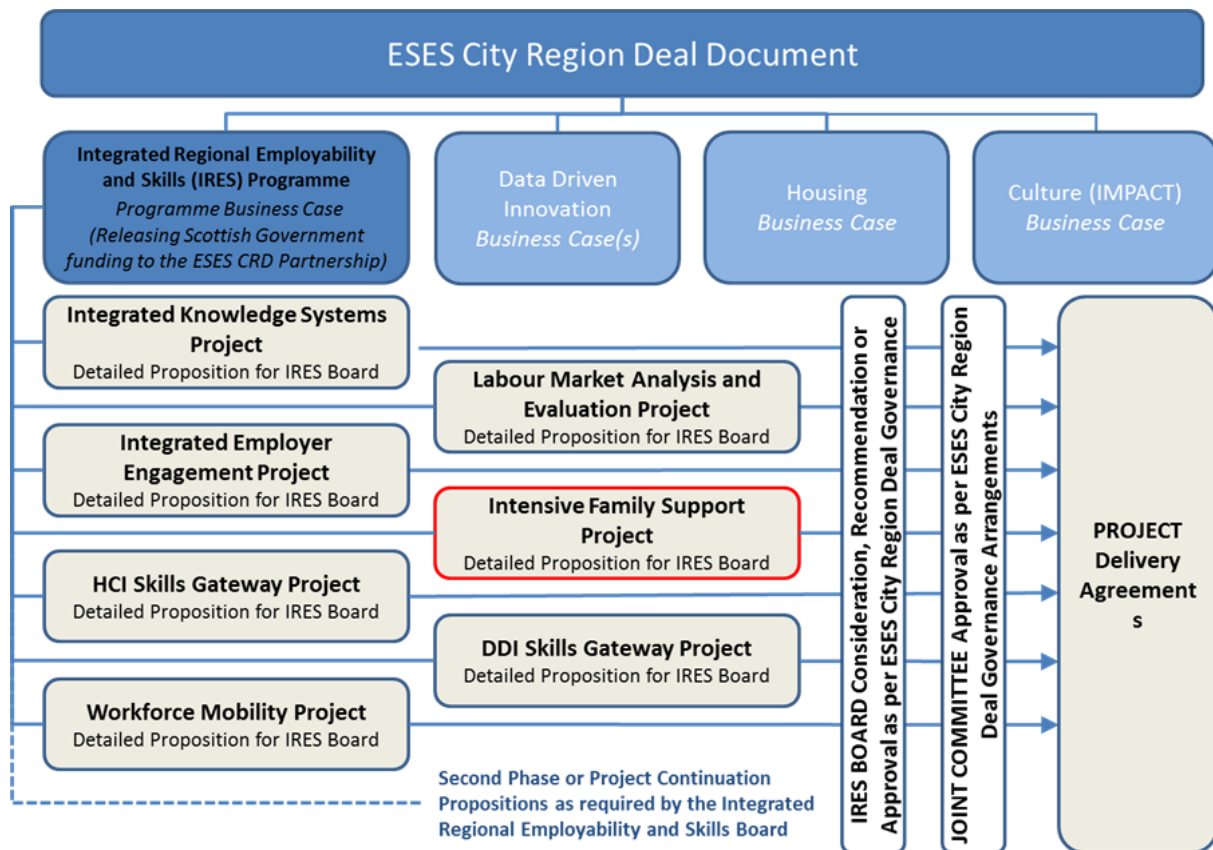 ESES City Region Deal Document
Integrated Regional Employability
and Skills (IRES) Programme
Programme Business Case
(Releasing Scottish Government
funding to the ESES CRD Partnership)
Data Driven
Innovation
Business Case(s)
Housing
Business Case
Culture (IMPACT)
Business Case
Integrated Knowledge Systems
Project
Detailed Proposition for IRES Board
Labour Market Analysis and
Evaluation Project
Detailed Proposition for IRES Board
Integrated Employer
Engagement Project
Detailed Proposition for IRES Board
Intensive Family Support
Project
Detailed Proposition for IRES Board
HCI Skills Gateway Project
Detailed Proposition for IRES Board
DDI Skills Gateway Project
Detailed Proposition for IRES Board
Workforce Mobility Project
Detailed Proposition for IRES Board
Second Phase or Project Continuation
Propositions as required by the Integrated
Regional Employability and Skills Board
IRES BOARD Consideration, Recommendation or
Approval as per ESES City Region Deal Governance
JOINT COMMITTEE Approval as per ESES City Region
Deal Governance Arrangements
PROJECT
Delivery
Agreement
s